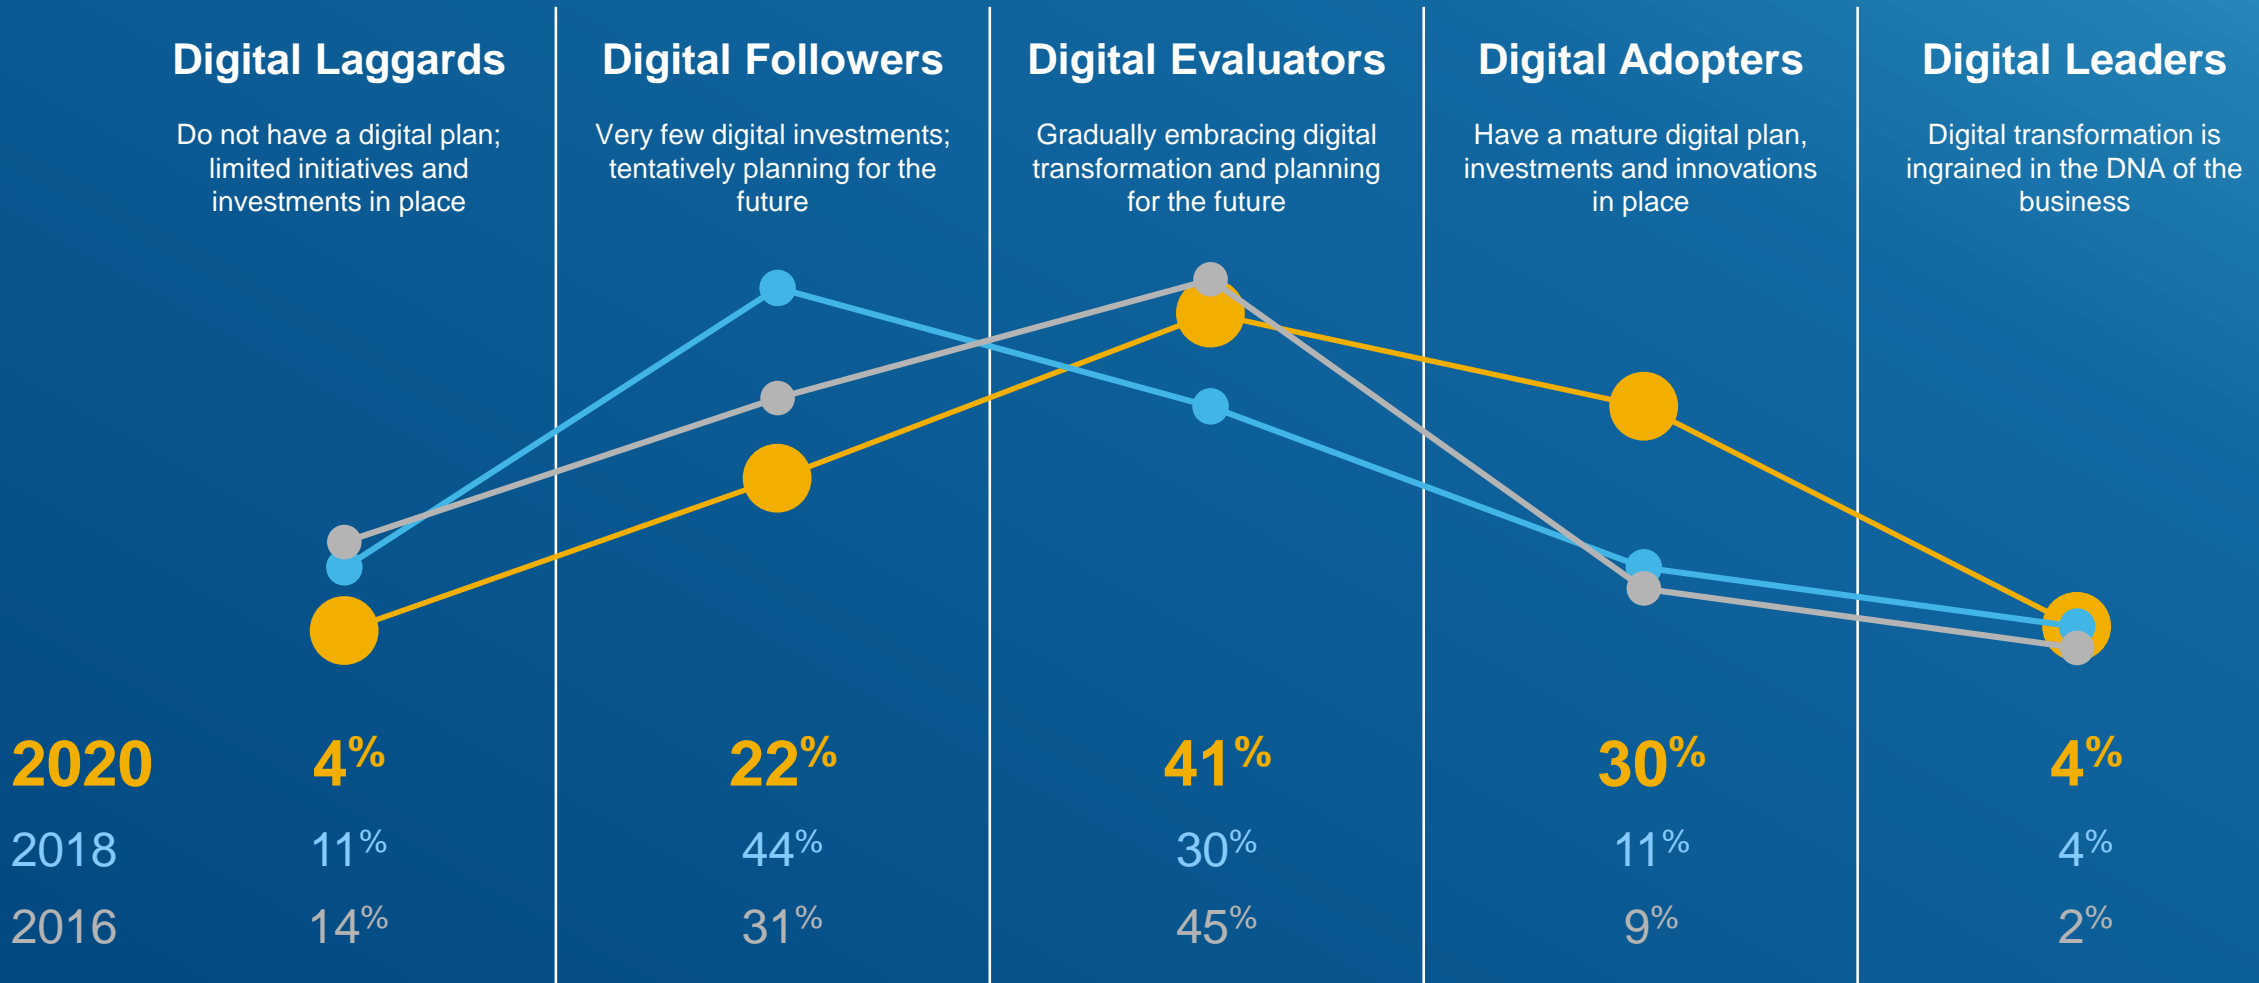 Digital Laggards
Do not have a digital plan;
limited initiatives and
investments in place
Digital Followers
Very few digital investments;
tentatively planning for the
future
Digital Evaluators
Gradually embracing digital
transformation and planning
for the future
Digital Adopters
Have a mature digital plan,
investments and innovations
in place
Digital Leaders
Digital transformation is
ingrained in the DNA of the
business
2020 4% 22% 41% 30% 4%
2018 11% 44% 30% 11% 4%
2016 14% 31% 45% 9% 2%